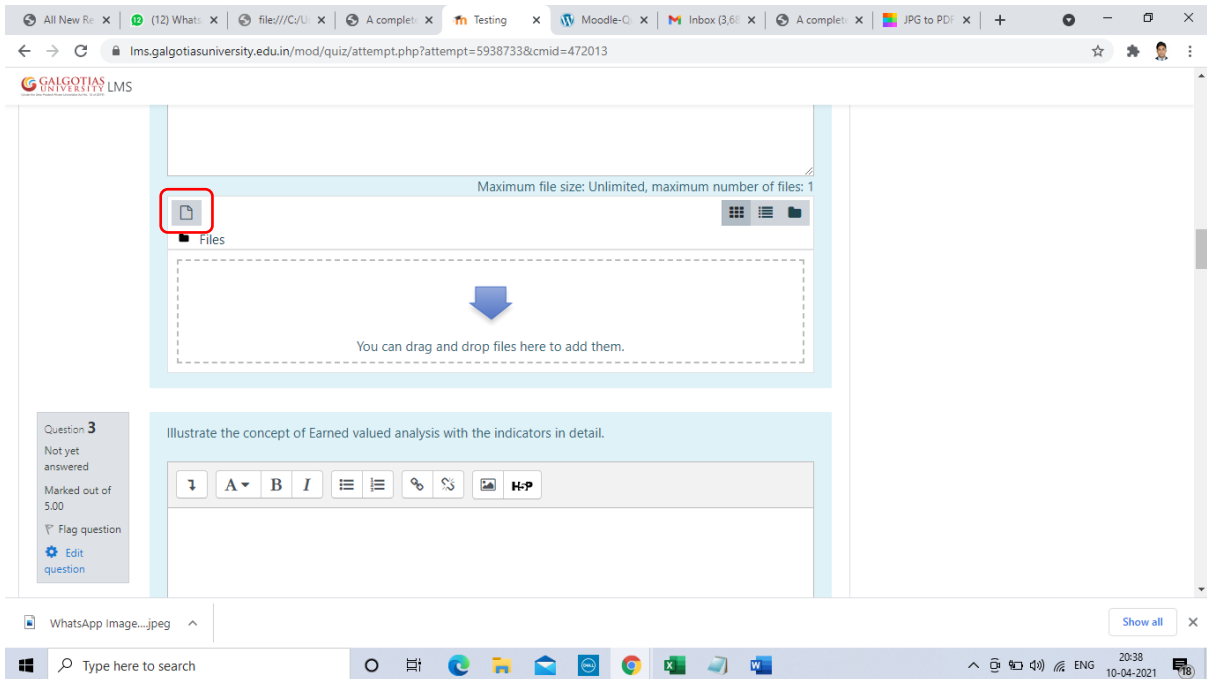 All New Re
(12) Whats
file:///C:/U
A complete
Testing
Moodle-Q
Inbox (3,68
A complete
JPG to PDF
lms.galgotiasuniversity.edu.in/mod/quiz/attempt.php?attempt=5938733&cmid=472013
GALGOTIAS
UNIVERSITY LMS
Maximum file size: Unlimited, maximum number of files: 1
Files
You can drag and drop files here to add them.
Question 3
Not yet
answered
Marked out of
5.00
Flag question
Edit
question
Illustrate the concept of Earned valued analysis with the indicators in detail.
A B I H-P
WhatsApp Image....jpeg
Show all
Type here to search
DELL
ENG
20:38
10-04-2021
18